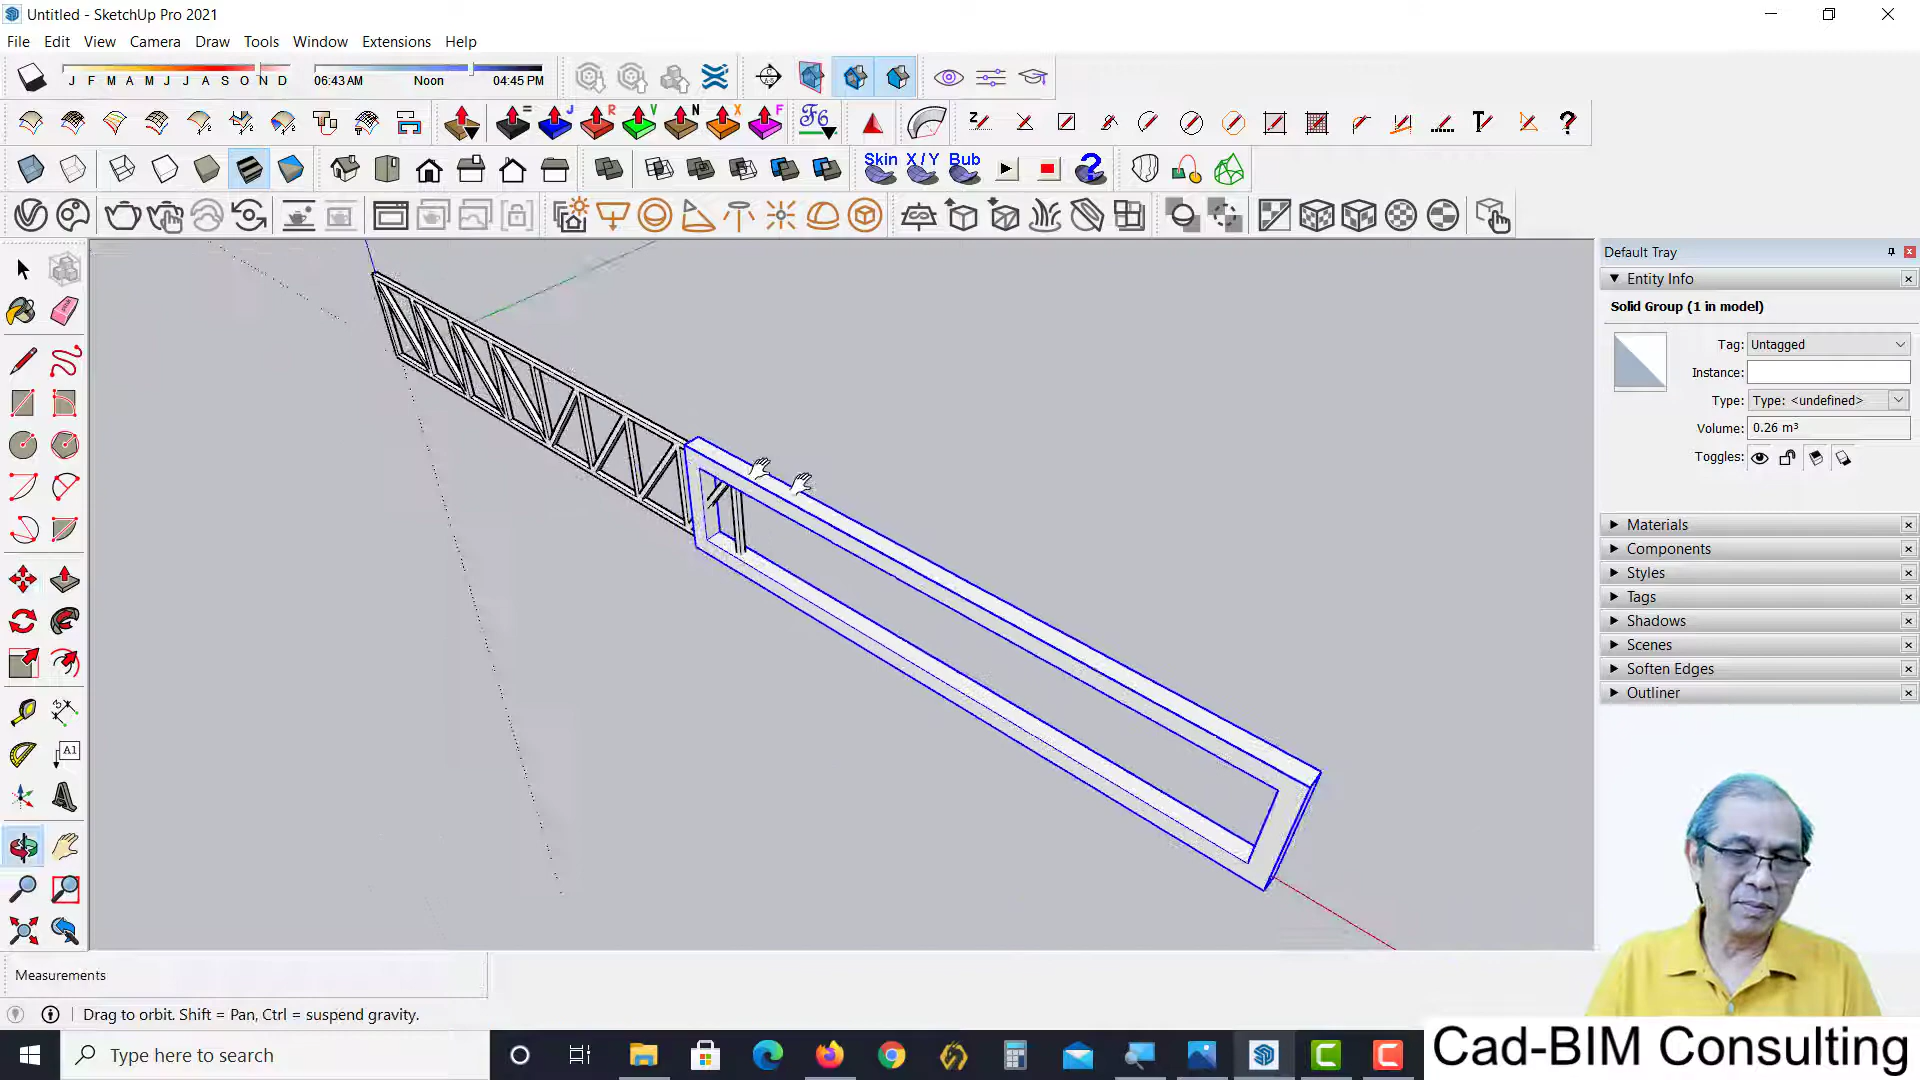 Untitled - SketchUp Pro 2021
File Edit View Camera Draw Tools Window Extensions Help
J F M A M J J A S O N D 06:43 AM Noon 04:45 PM
= J R V N X F F6 Z
Skin X / Y Bub
Default Tray
Entity Info
Solid Group (1 in model)
Tag: Untagged
Instance:
Type: Type: <undefined>
Volume: 0.26 m³
Toggles:
Materials
Components
Styles
Tags
Shadows
Scenes
Soften Edges
Outliner
A1
Measurements
Drag to orbit. Shift = Pan, Ctrl = suspend gravity.
Type here to search
Cad-BIM Consulting